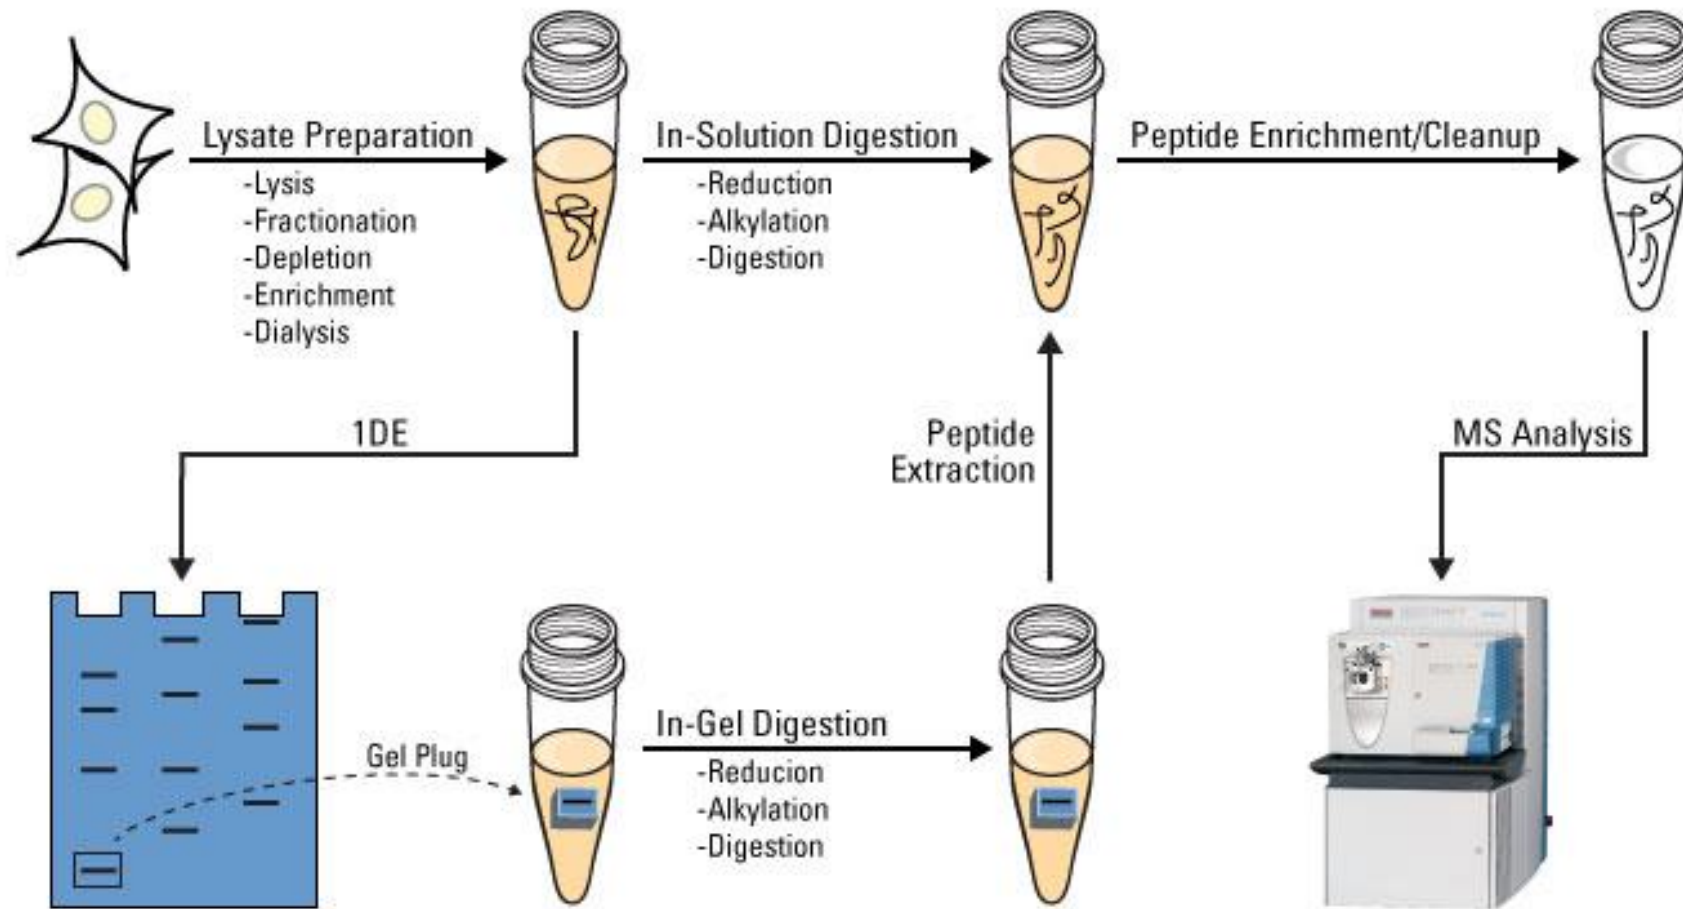 Lysate Preparation
-Lysis
-Fractionation
-Depletion
-Enrichment
-Dialysis
In-Solution Digestion
-Reduction
-Alkylation
-Digestion
Peptide Enrichment/Cleanup
1DE
Peptide
Extraction
MS Analysis
Gel Plug
In-Gel Digestion
-Reducion
-Alkylation
-Digestion